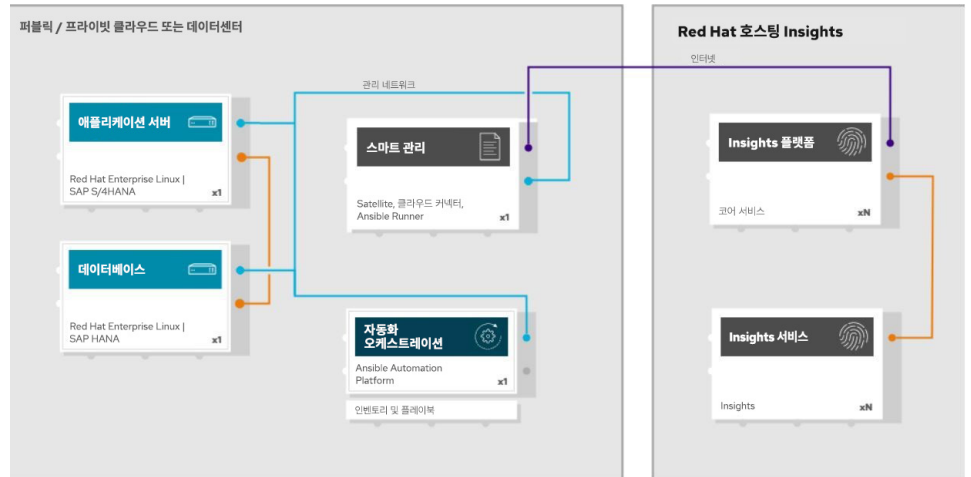 퍼블릭 / 프라이빗 클라우드 또는 데이터센터
관리 네트워크
애플리케이션 서버
Red Hat Enterprise Linux |
SAP S/4HANA
x1
스마트 관리
Satellite, 클라우드 커넥터,
Ansible Runner
x1
데이터베이스
Red Hat Enterprise Linux |
SAP HANA
x1
자동화
오케스트레이션
Ansible Automation
Platform
x1
인벤토리 및 플레이북
Red Hat 호스팅 Insights
인터넷
Insights 플랫폼
코어 서비스
xN
Insights 서비스
Insights
xN